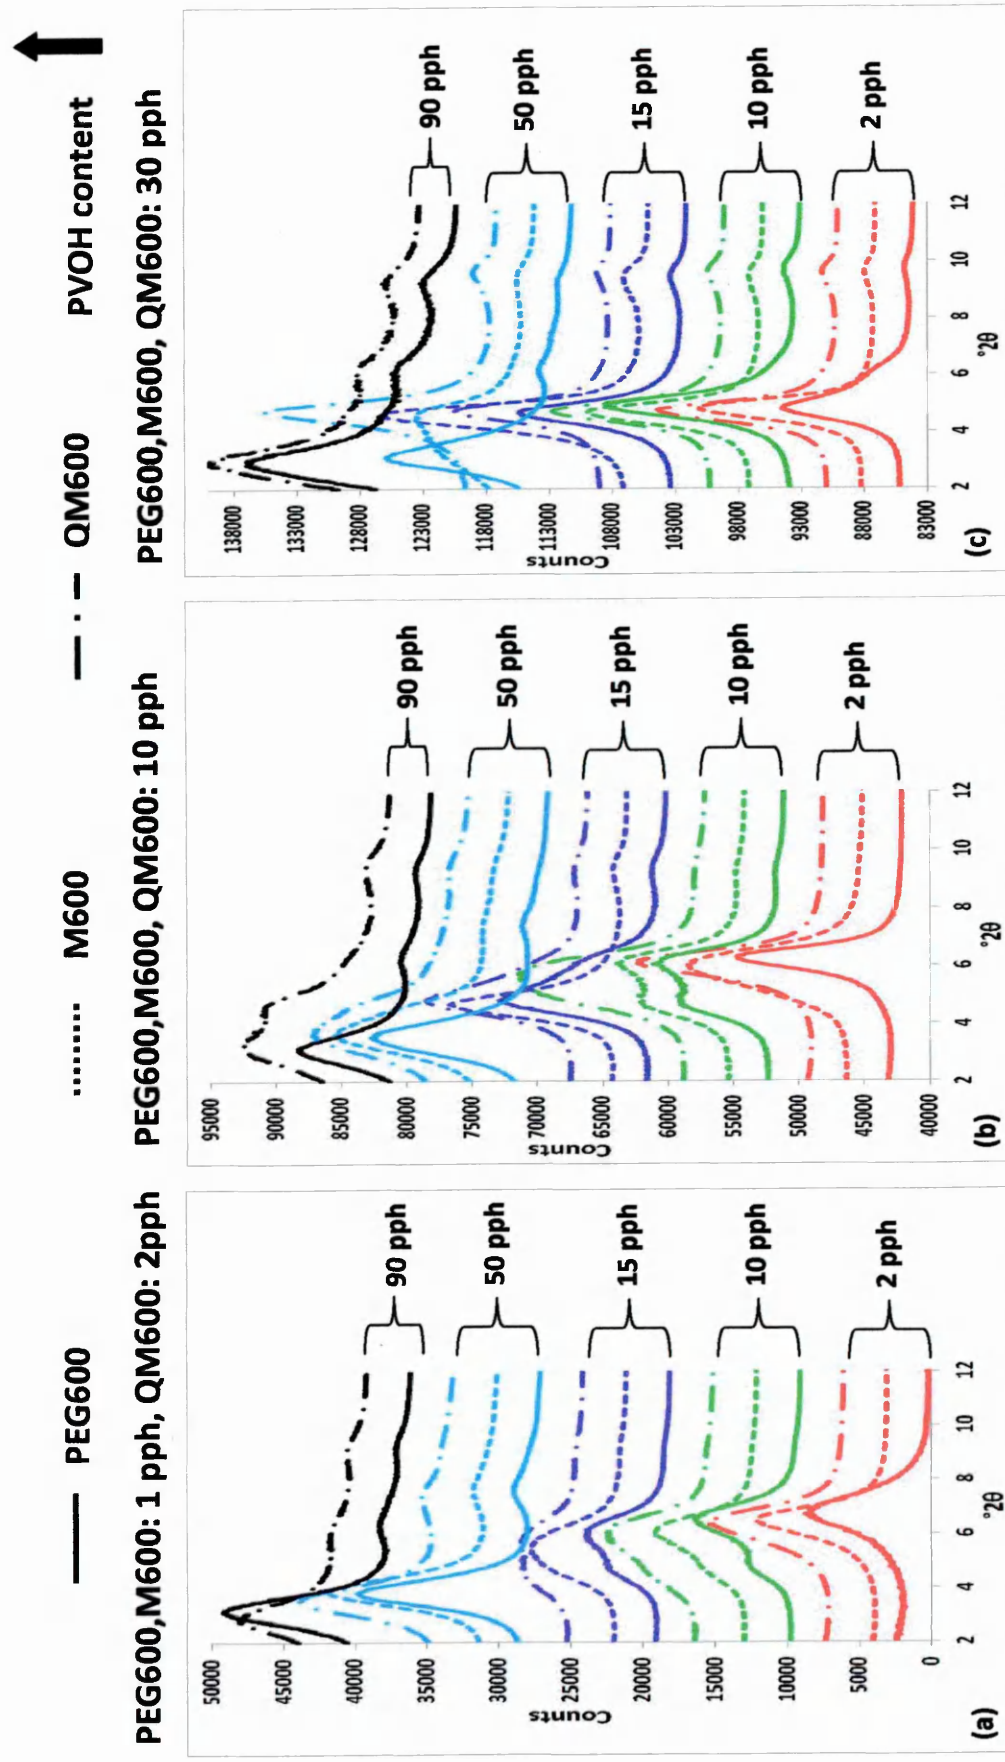 PEG600
M600
QM600
PVOH content
PEG600,M600: 1 pph, QM600: 2pph
50000
45000
40000
35000
30000
25000
20000
15000
10000
5000
0
Counts
2
4
6
8
10
12
°2θ
90 pph
50 pph
15 pph
10 pph
2 pph
(a)
PEG600,M600, QM600: 10 pph
95000
90000
85000
80000
75000
70000
65000
60000
55000
50000
45000
40000
Counts
2
4
6
8
10
12
°2θ
90 pph
50 pph
15 pph
10 pph
2 pph
(b)
PEG600,M600, QM600: 30 pph
138000
133000
128000
123000
118000
113000
108000
103000
98000
93000
88000
83000
Counts
2
4
6
8
10
12
°2θ
90 pph
50 pph
15 pph
10 pph
2 pph
(c)